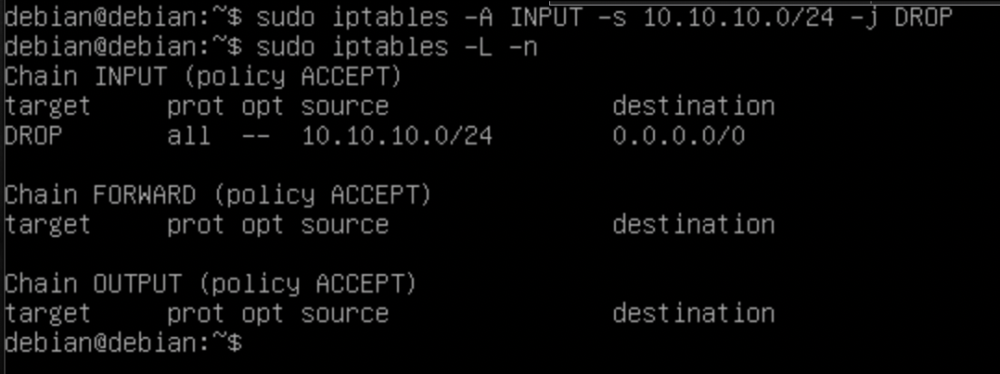 debian@debian:~$ sudo iptables -A INPUT -s 10.10.10.0/24 -j DROP
debian@debian:~$ sudo iptables -L -n
Chain INPUT (policy ACCEPT)
target     prot opt source               destination
DROP       all  --  10.10.10.0/24        0.0.0.0/0

Chain FORWARD (policy ACCEPT)
target     prot opt source               destination

Chain OUTPUT (policy ACCEPT)
target     prot opt source               destination
debian@debian:~$